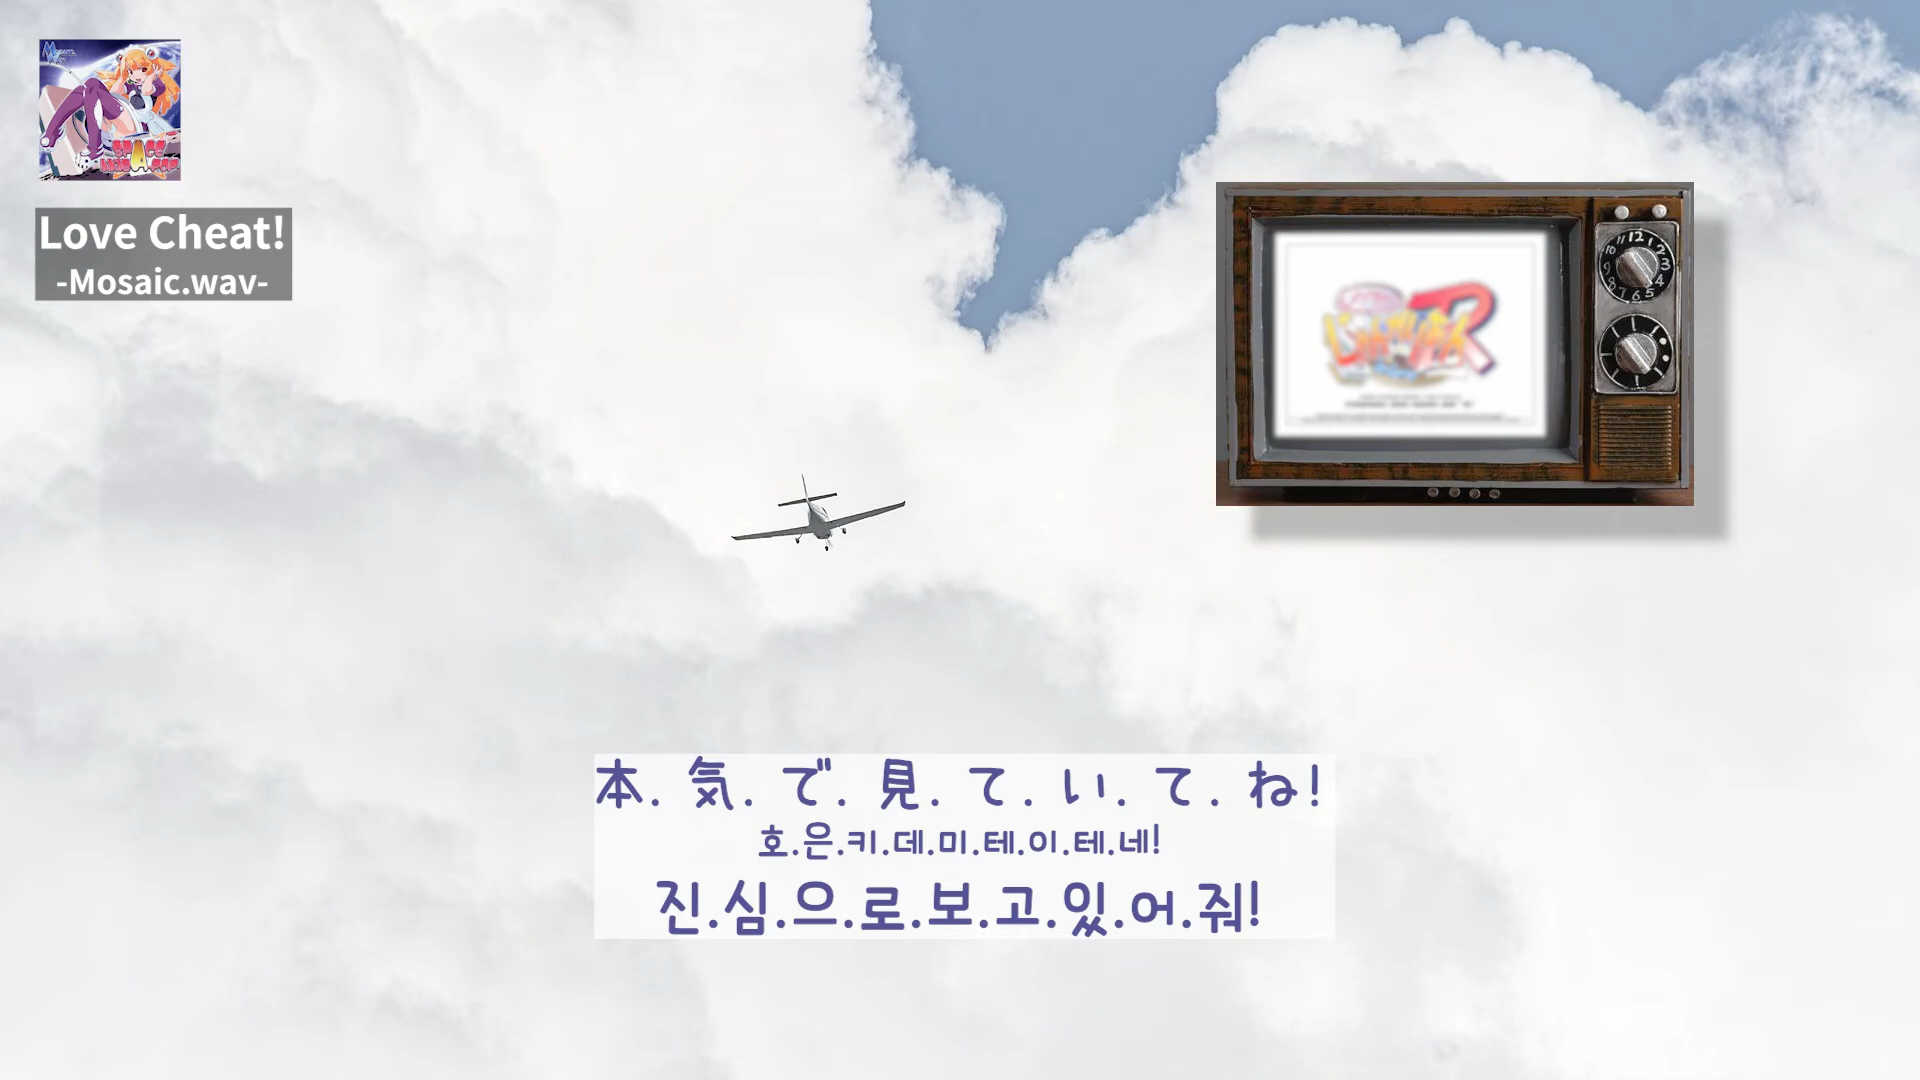 SPACE
Love Cheat!
-Mosaic.wav-
本. 気. で. 見. て. い. て. ね!
호.은.키.데.미.테.이.테.네!
진.심.으.로.보.고.있.어.줘!